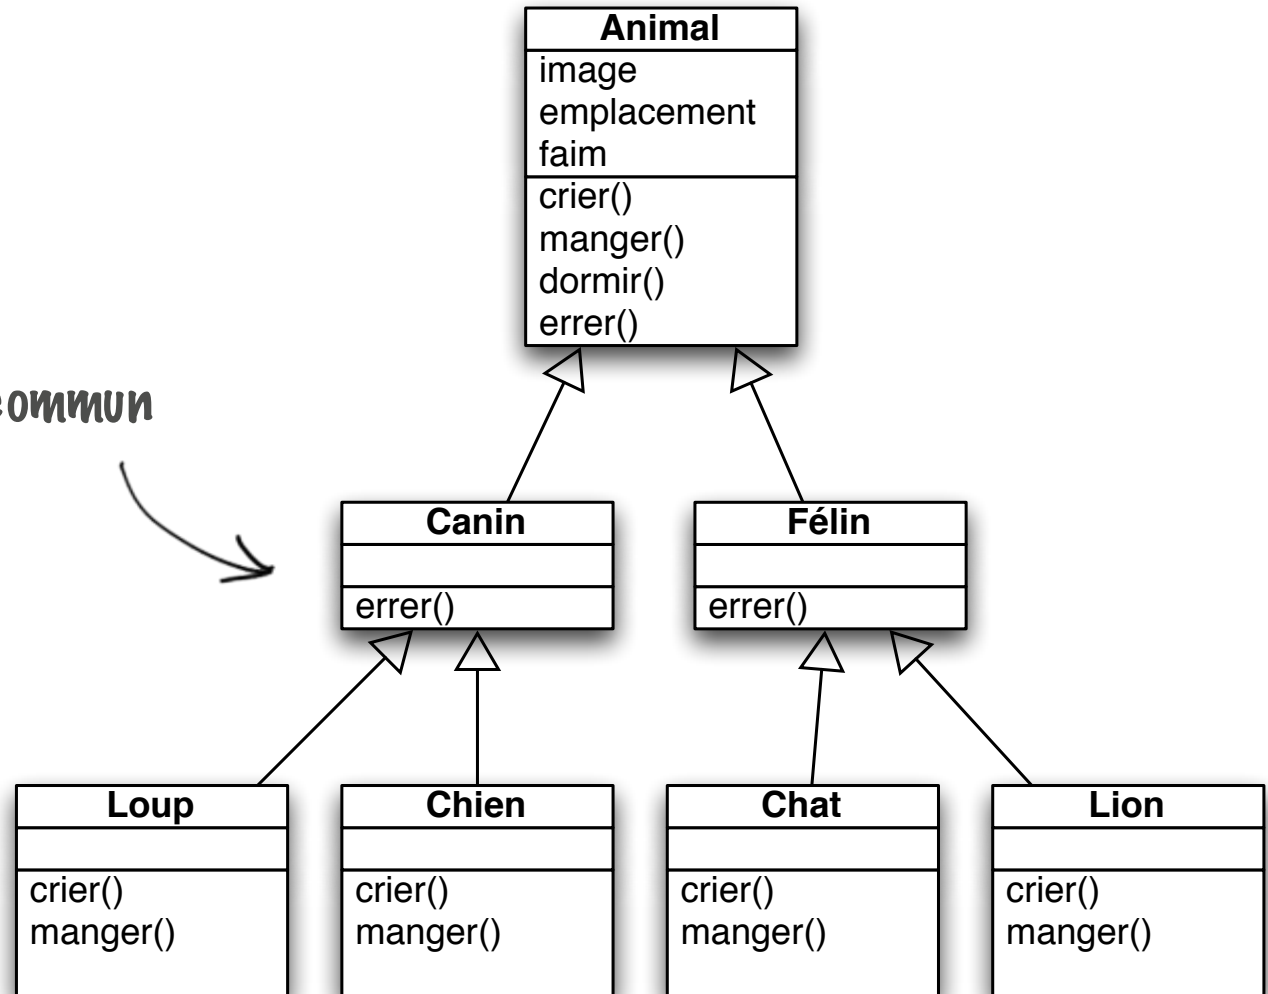 Animal
image
emplacement
faim
crier()
manger()
dormir()
errer()
commun
Canin
errer()
Félin
errer()
Loup
crier()
manger()
Chien
crier()
manger()
Chat
crier()
manger()
Lion
crier()
manger()